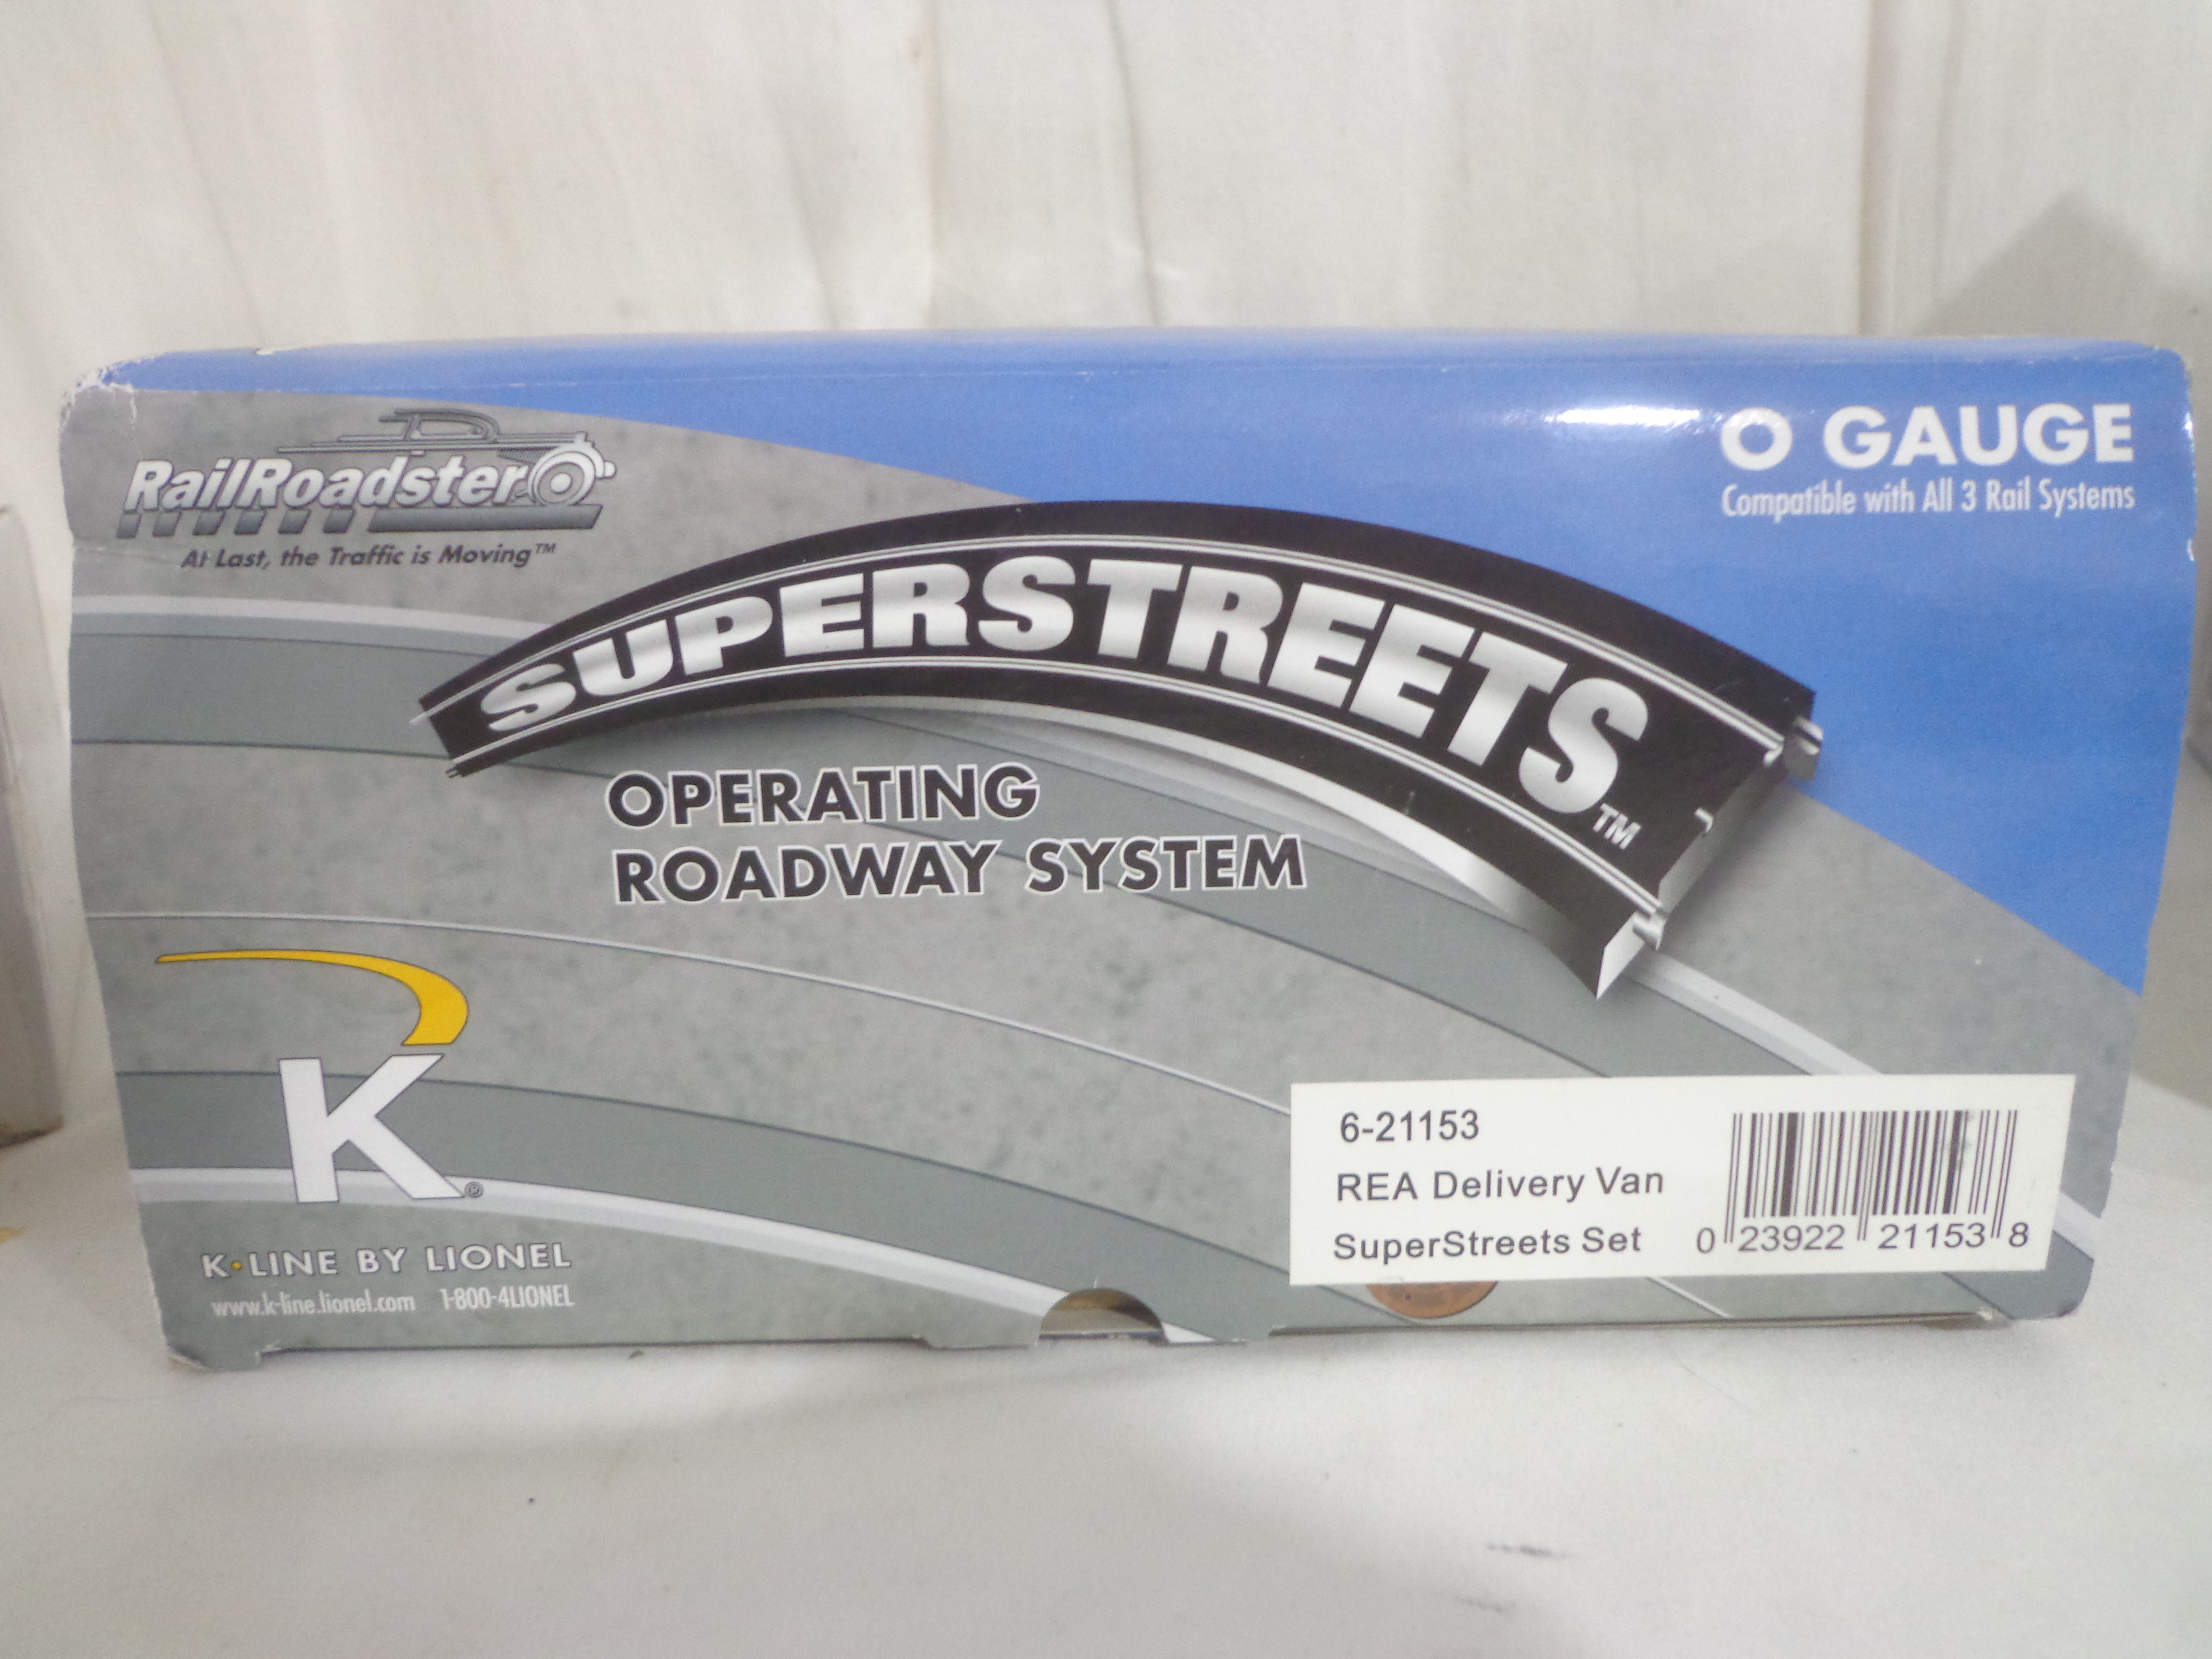 RailRoadster
At Last, the Traffic is Moving™
O GAUGE
Compatible with All 3 Rail Systems
SUPERSTREETS™
OPERATING
ROADWAY SYSTEM
K®
K•LINE BY LIONEL
www.k-line.lionel.com 1-800-4LIONEL
6-21153
REA Delivery Van
SuperStreets Set
0 23922 21153 8